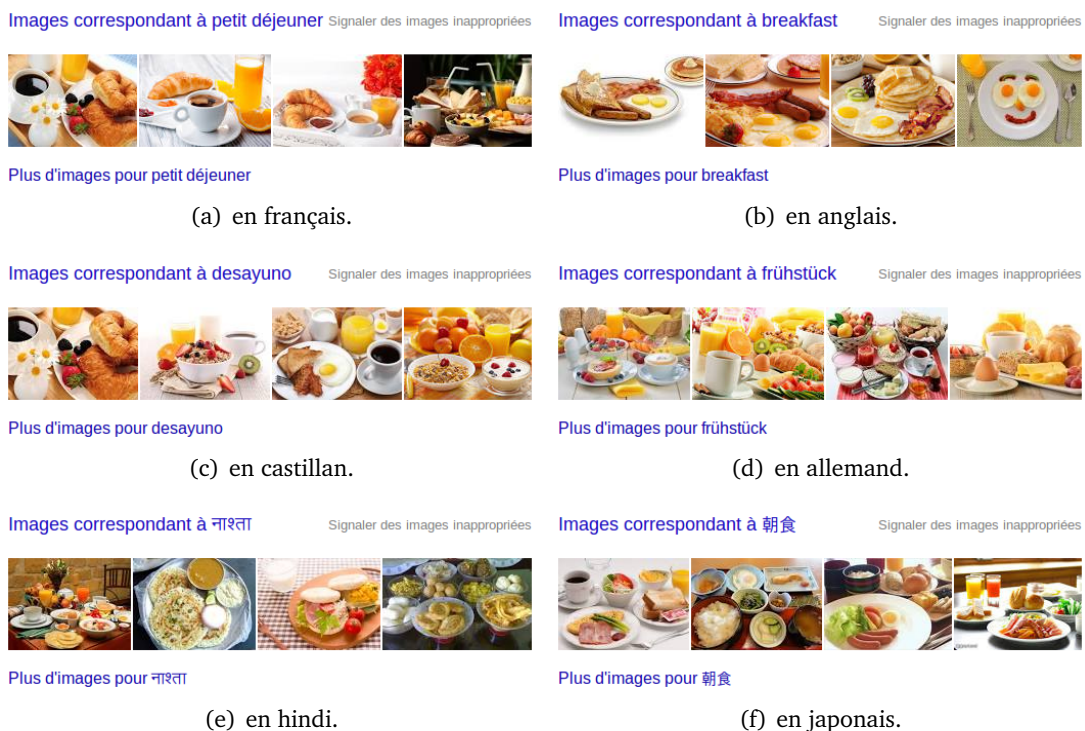 Images correspondant à petit déjeuner Signaler des images inappropriées
Plus d'images pour petit déjeuner
(a) en français.
Images correspondant à breakfast Signaler des images inappropriées
Plus d'images pour breakfast
(b) en anglais.
Images correspondant à desayuno Signaler des images inappropriées
Plus d'images pour desayuno
(c) en castillan.
Images correspondant à frühstück Signaler des images inappropriées
Plus d'images pour frühstück
(d) en allemand.
Images correspondant à नाश्ता Signaler des images inappropriées
Plus d'images pour नाश्ता
(e) en hindi.
Images correspondant à 朝食 Signaler des images inappropriées
Plus d'images pour 朝食
(f) en japonais.